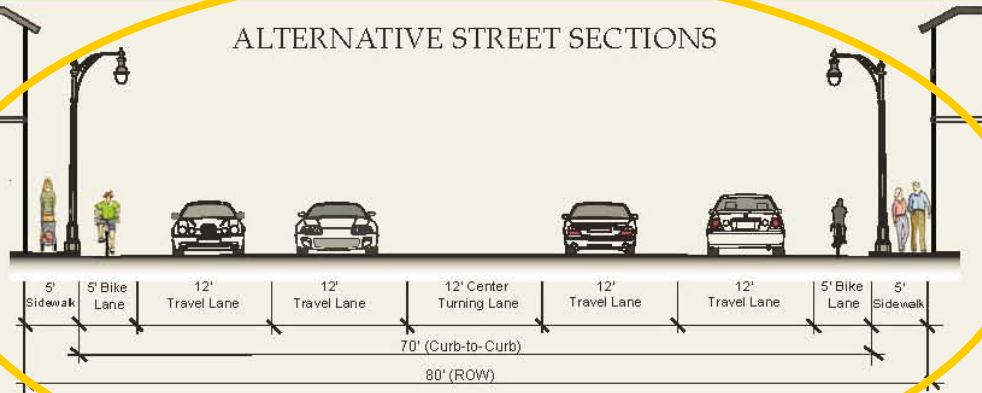 ALTERNATIVE STREET SECTIONS
5'
Sidewalk
5' Bike
Lane
12'
Travel Lane
12'
Travel Lane
12' Center
Turning Lane
12'
Travel Lane
12'
Travel Lane
5' Bike
Lane
5'
Sidewalk
70' (Curb-to-Curb)
80' (ROW)